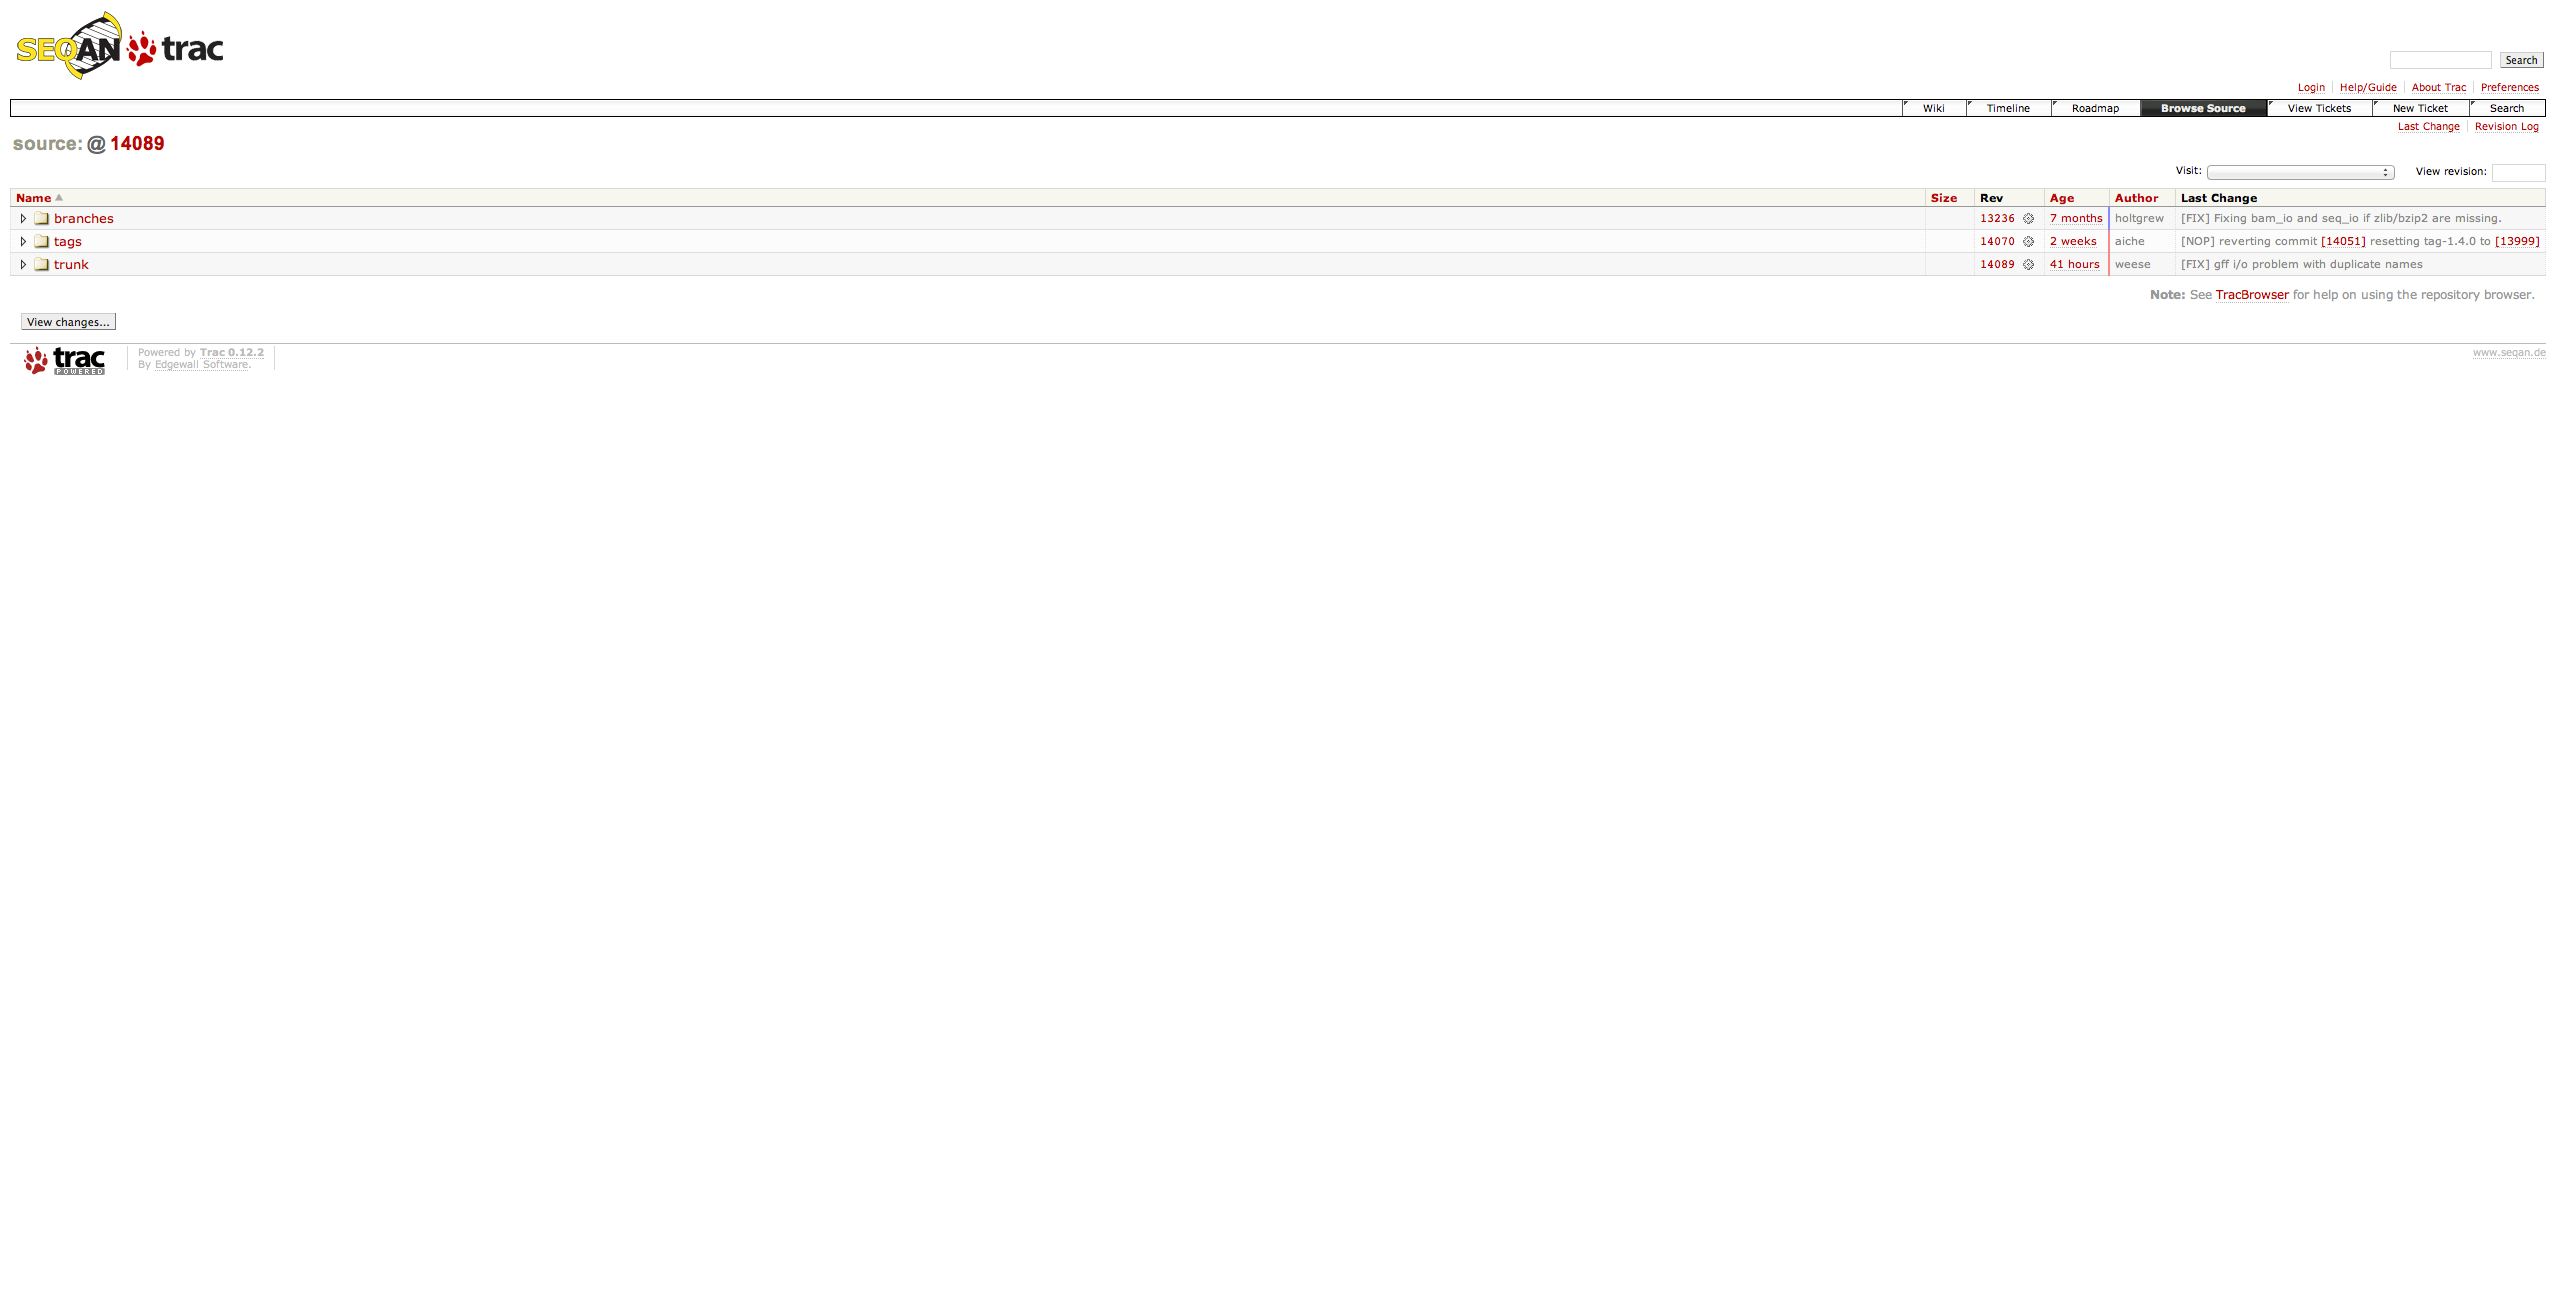 SEQAN trac
Search
Login Help/Guide About Trac Preferences
Wiki Timeline Roadmap Browse Source View Tickets New Ticket Search
Last Change Revision Log
source: @ 14089
Visit: View revision:
Name Size Rev Age Author Last Change
branches 13236 7 months holtgrew [FIX] Fixing bam_io and seq_io if zlib/bzip2 are missing.
tags 14070 2 weeks aiche [NOP] reverting commit [14051] resetting tag-1.4.0 to [13999]
trunk 14089 41 hours weese [FIX] gff i/o problem with duplicate names
Note: See TracBrowser for help on using the repository browser.
View changes...
trac POWERED
Powered by Trac 0.12.2
By Edgewall Software.
www.seqan.de